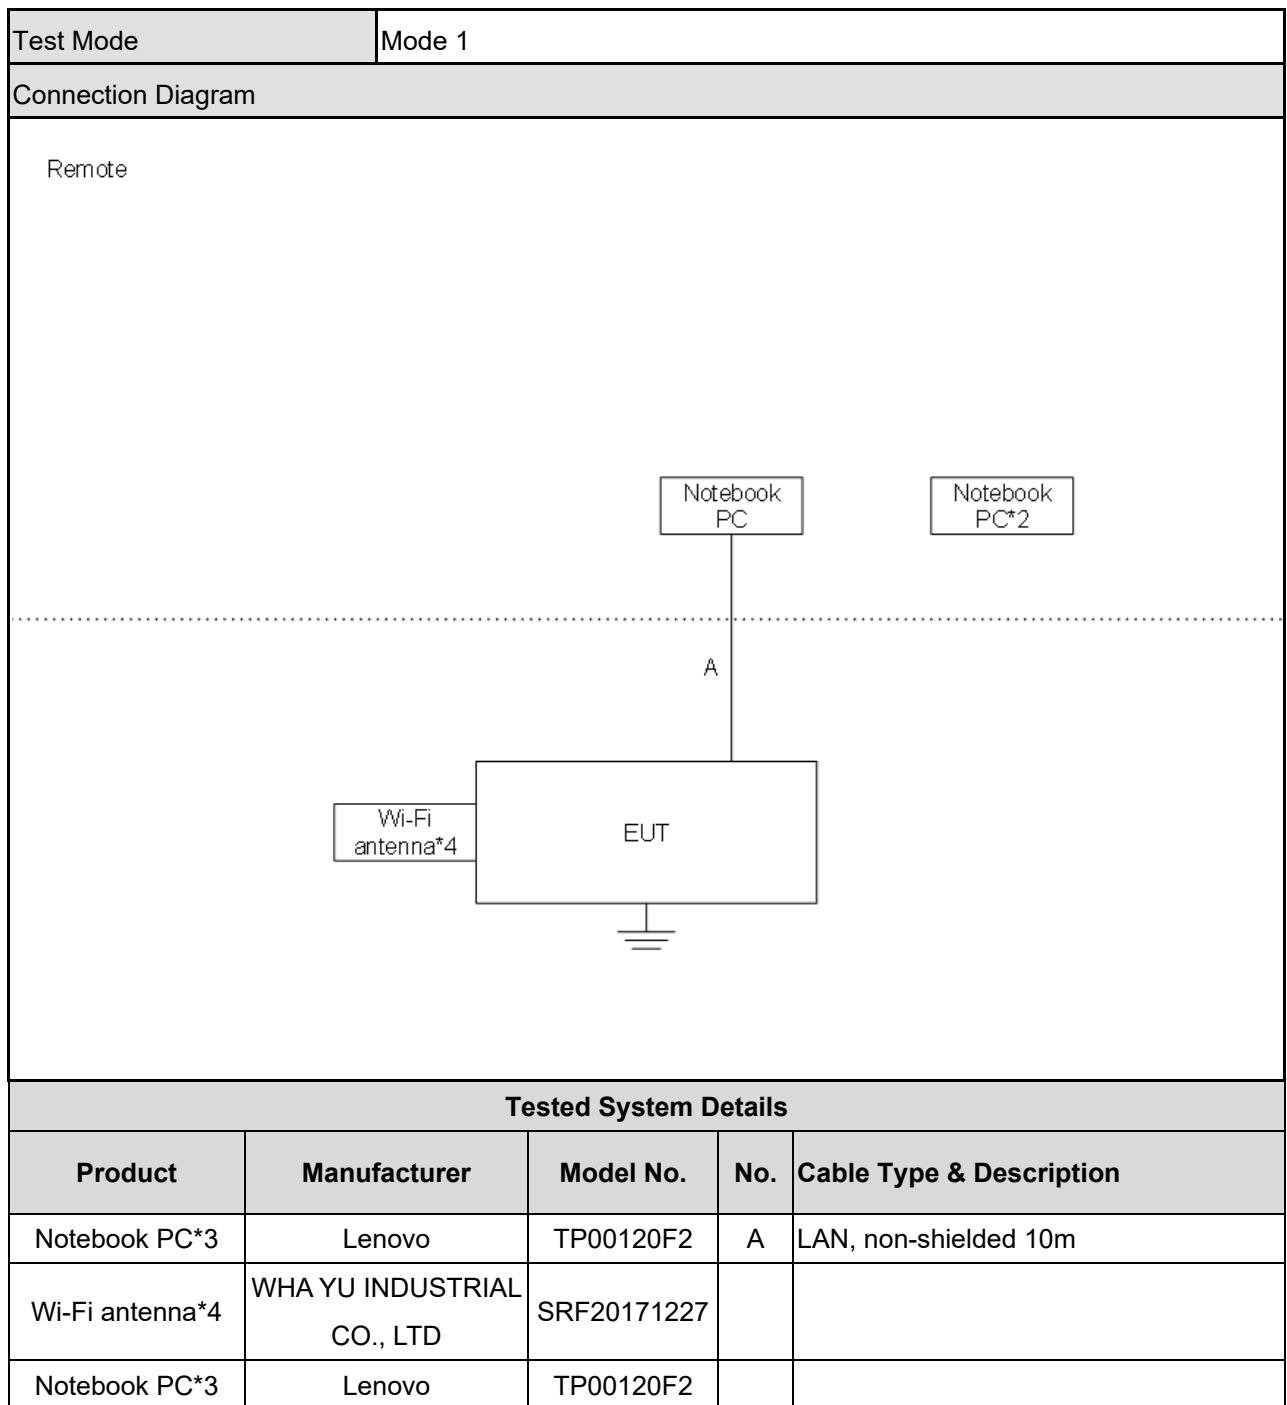 Test Mode Mode 1
Connection Diagram
Remote
Notebook
PC
Notebook
PC*2
A
Wi-Fi
antenna*4
EUT
Tested System Details
Product Manufacturer Model No. No. Cable Type & Description
Notebook PC*3 Lenovo TP00120F2 A LAN, non-shielded 10m
Wi-Fi antenna*4 WHA YU INDUSTRIAL
CO., LTD SRF20171227
Notebook PC*3 Lenovo TP00120F2